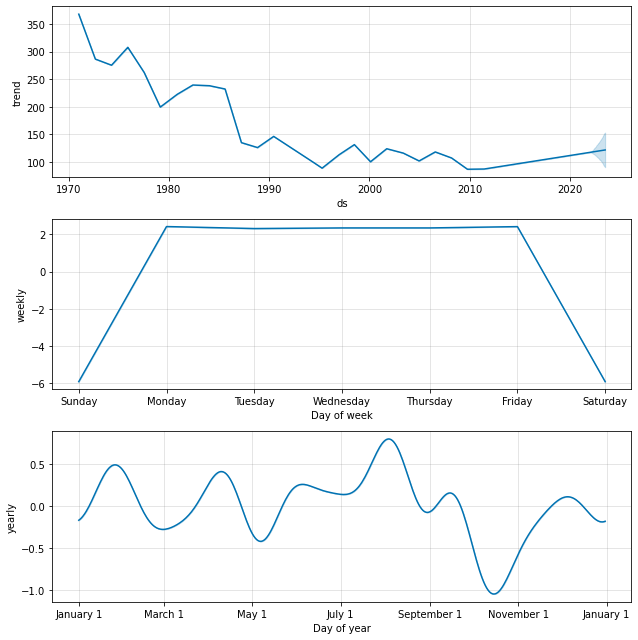 350
300
250
200
150
100
trend
1970
1980
1990
2000
2010
2020
ds
2
0
−2
−4
−6
weekly
Sunday
Monday
Tuesday
Wednesday
Thursday
Friday
Saturday
Day of week
0.5
0.0
−0.5
−1.0
yearly
January 1
March 1
May 1
July 1
September 1
November 1
January 1
Day of year